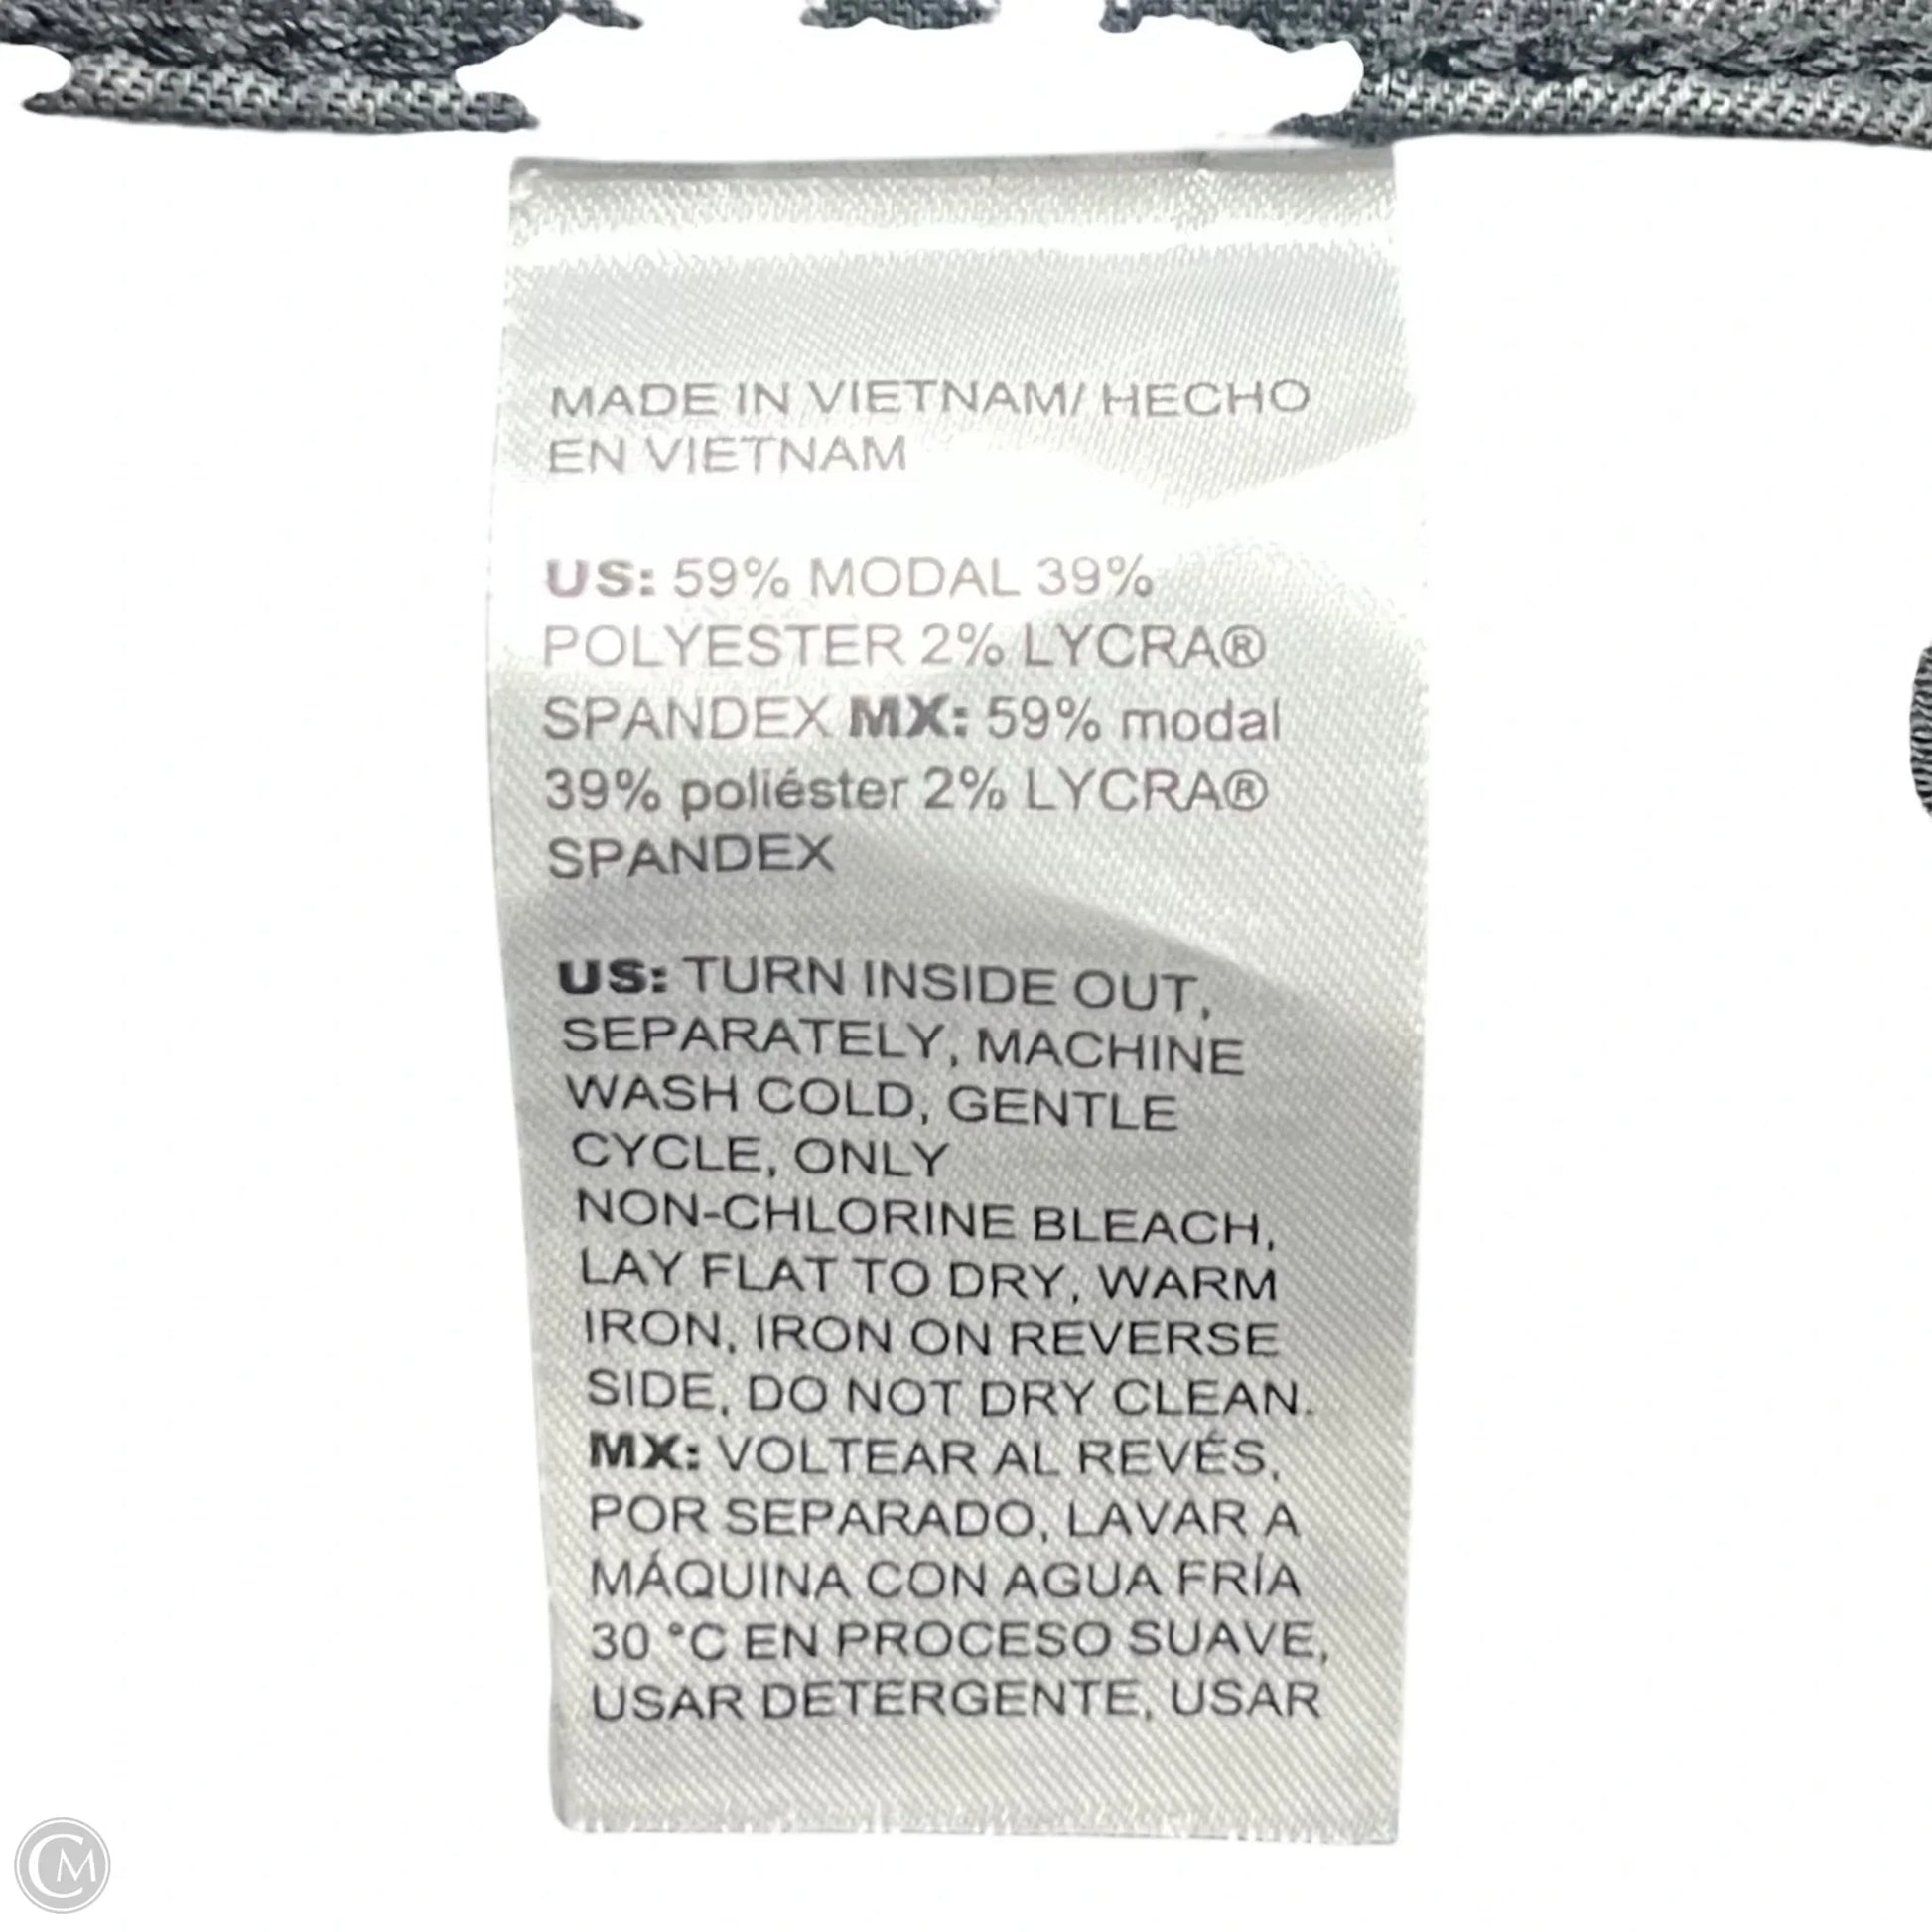 MADE IN VIETNAM/ HECHO
EN VIETNAM
US: 59% MODAL 39%
POLYESTER 2% LYCRA®
SPANDEX MX: 59% modal
39% poliéster 2% LYCRA®
SPANDEX
US: TURN INSIDE OUT,
SEPARATELY, MACHINE
WASH COLD, GENTLE
CYCLE, ONLY
NON-CHLORINE BLEACH,
LAY FLAT TO DRY, WARM
IRON, IRON ON REVERSE
SIDE, DO NOT DRY CLEAN.
MX: VOLTEAR AL REVÉS,
POR SEPARADO, LAVAR A
MÁQUINA CON AGUA FRÍA
30 °C EN PROCESO SUAVE,
USAR DETERGENTE, USAR
CM